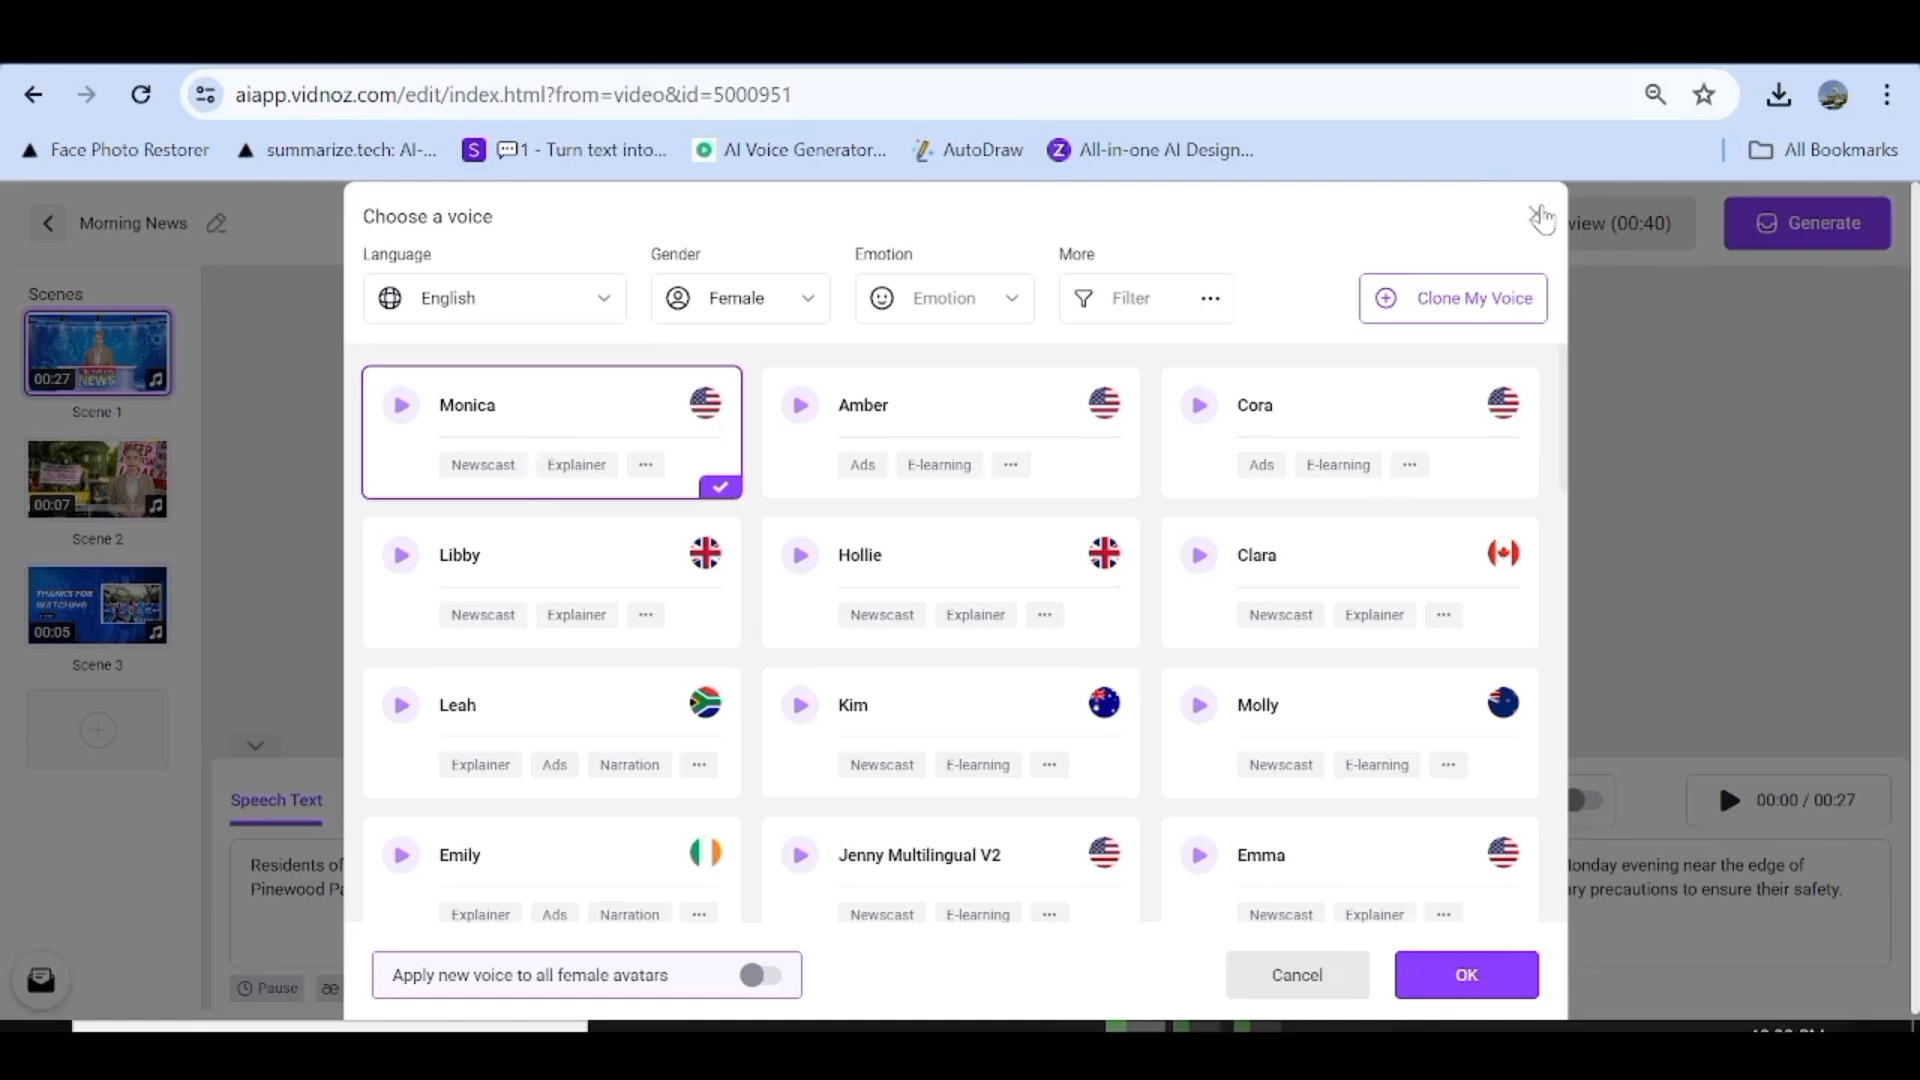 aiapp.vidnoz.com/edit/index.html?from=video&id=5000951
Face Photo Restorer
summarize.tech: AI-...
S
1 - Turn text into...
AI Voice Generator...
AutoDraw
Z
All-in-one AI Design...
All Bookmarks
Morning News
view (00:40)
Generate
Scenes
00:27
NEWS
Scene 1
KEEP
00:07
Scene 2
THANKS FOR
WATCHING
00:05
Scene 3
Choose a voice
Language
Gender
Emotion
More
English
Female
Emotion
Filter
...
Clone My Voice
Monica
Newscast
Explainer
...
Amber
Ads
E-learning
...
Cora
Ads
E-learning
...
Libby
Newscast
Explainer
...
Hollie
Newscast
Explainer
...
Clara
Newscast
Explainer
...
Leah
Explainer
Ads
Narration
...
Kim
Newscast
E-learning
...
Molly
Newscast
E-learning
...
Emily
Explainer
Ads
Narration
...
Jenny Multilingual V2
Newscast
E-learning
...
Emma
Newscast
Explainer
...
Speech Text
Residents of
Pinewood Pa
Pause
æ
00:00 / 00:27
Monday evening near the edge of
ry precautions to ensure their safety.
Apply new voice to all female avatars
Cancel
OK